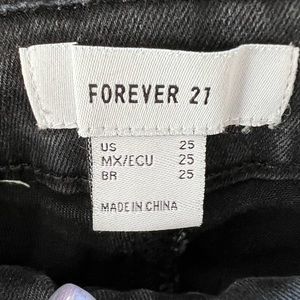 FOREVER 21
US 25
MX/ECU 25
BR 25
MADE IN CHINA